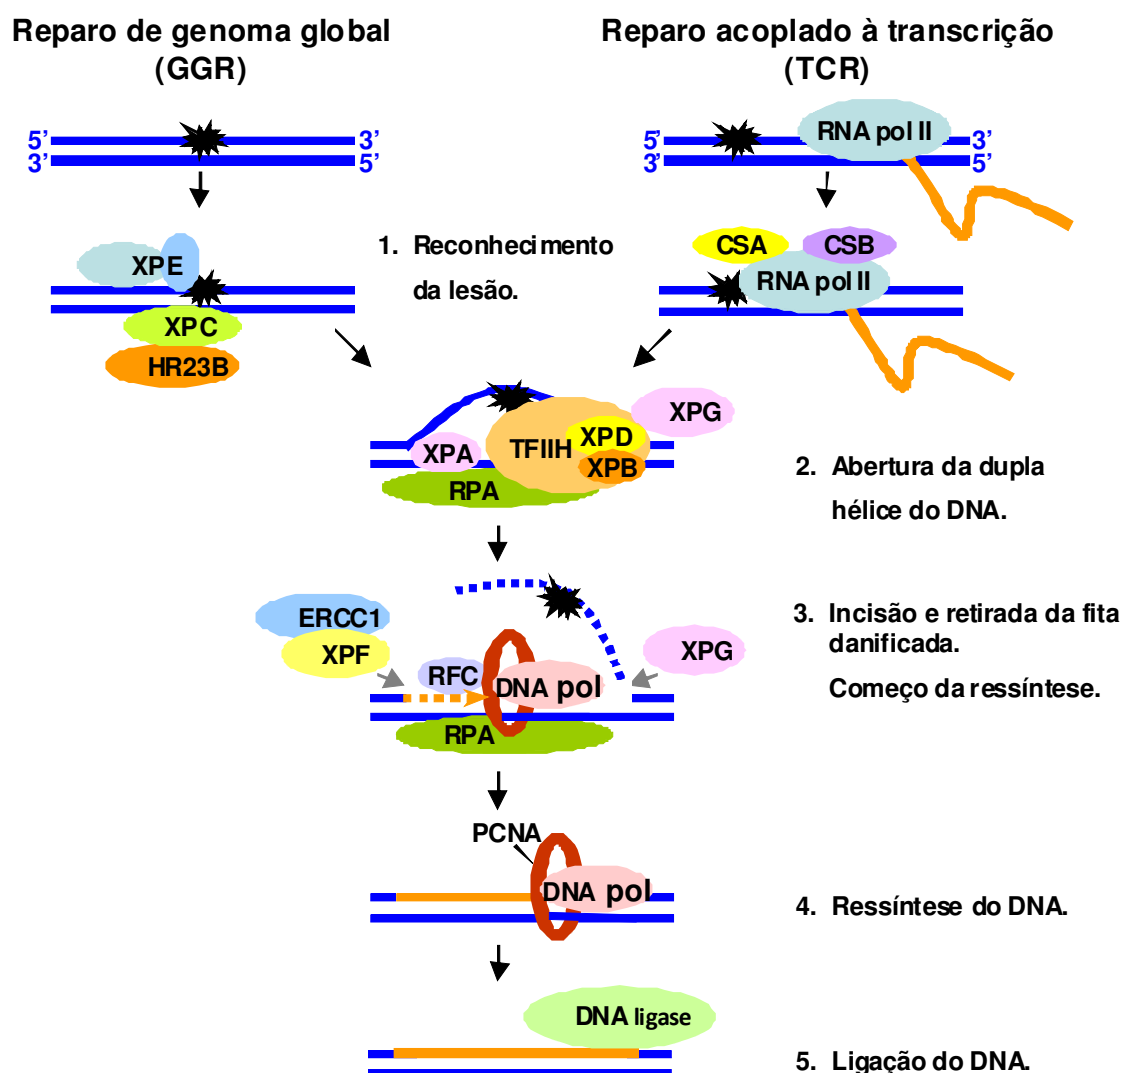 Reparo de genoma global
(GGR)
Reparo acoplado à transcrição
(TCR)
5’ 3’
3’ 5’
RNA pol II
5’ 3’
3’ 5’
1. Reconhecimento
da lesão.
XPE
XPC
HR23B
CSA CSB
RNA pol II
XPG
XPA TFIIH XPD
XPB
RPA
2. Abertura da dupla
hélice do DNA.
ERCC1
XPF
RFC DNA pol
XPG
RPA
3. Incisão e retirada da fita
danificada.
Começo da ressíntese.
PCNA
DNA pol
4. Ressíntese do DNA.
DNA ligase
5. Ligação do DNA.